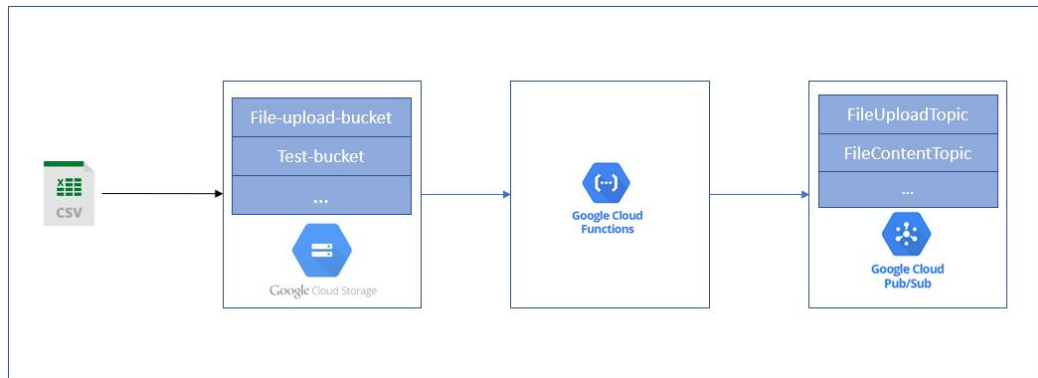 CSV
File-upload-bucket
Test-bucket
...
Google Cloud Storage
Google Cloud
Functions
FileUploadTopic
FileContentTopic
...
Google Cloud
Pub/Sub